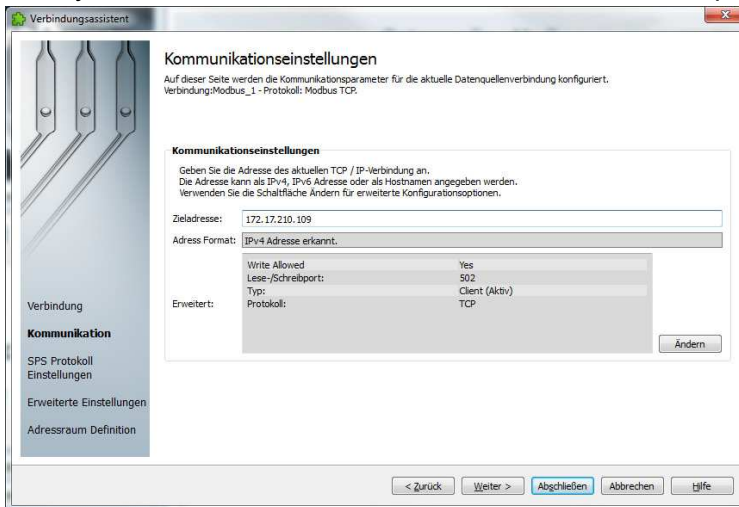 Verbindungsassistent
Kommunikationseinstellungen
Auf dieser Seite werden die Kommunikationsparameter für die aktuelle Datenquellenverbindung konfiguriert.
Verbindung:Modbus_1 - Protokoll: Modbus TCP.
Kommunikationseinstellungen
Geben Sie die Adresse des aktuellen TCP / IP-Verbindung an.
Die Adresse kann als IPv4, IPv6 Adresse oder als Hostnamen angegeben werden.
Verwenden Sie die Schaltfläche Ändern für erweiterte Konfigurationsoptionen.
Zieladresse: 172.17.210.109
Adress Format: IPv4 Adresse erkannt.
Erweitert:
Write Allowed Yes
Lese-/Schreibport: 502
Typ: Client (Aktiv)
Protokoll: TCP
Ändern
Verbindung
Kommunikation
SPS Protokoll
Einstellungen
Erweiterte Einstellungen
Adressraum Definition
< Zurück Weiter > Abschließen Abbrechen Hilfe